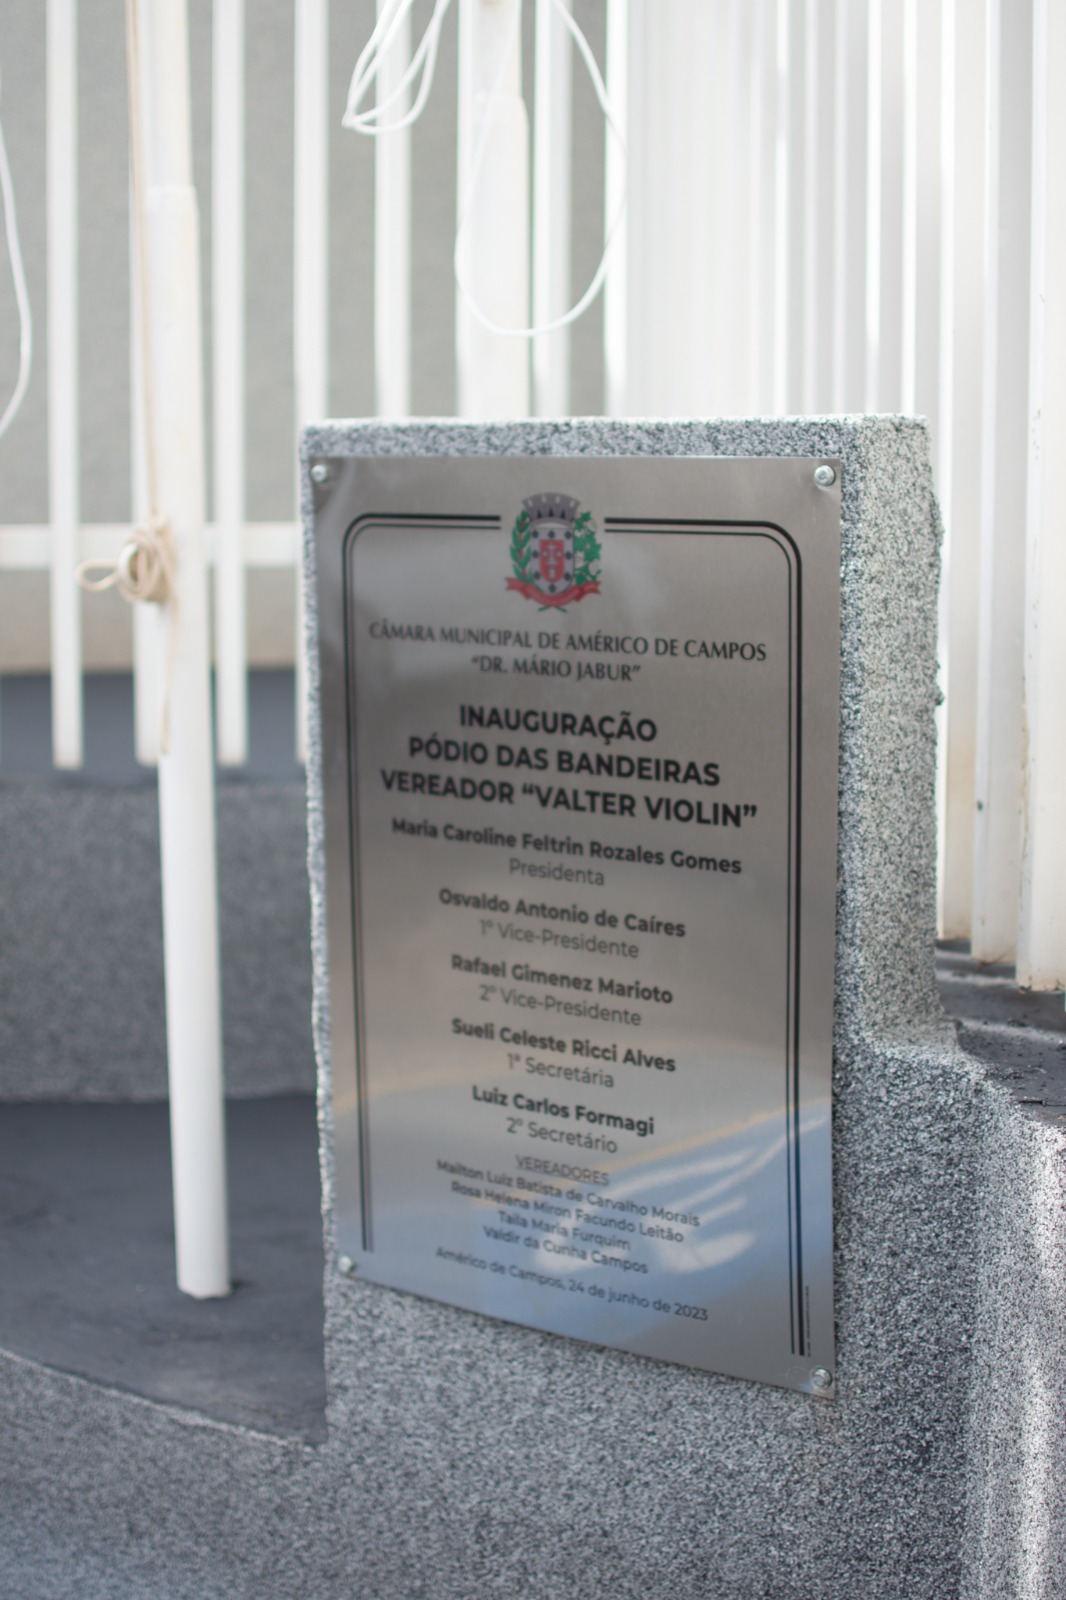 CÂMARA MUNICIPAL DE AMÉRICO DE CAMPOS
"DR. MÁRIO JABUR"
INAUGURAÇÃO
PÓDIO DAS BANDEIRAS
VEREADOR “VALTER VIOLIN”
Maria Caroline Feltrin Rozales Gomes
Presidenta
Osvaldo Antonio de Caíres
1º Vice-Presidente
Rafael Gimenez Marioto
2º Vice-Presidente
Sueli Celeste Ricci Alves
1ª Secretária
Luiz Carlos Formagi
2º Secretário
VEREADORES
Mailton Luiz Batista de Carvalho Morais
Rosa Helena Miron Facundo Leitão
Taila Maria Furquim
Valdir da Cunha Campos
Américo de Campos, 24 de junho de 2023